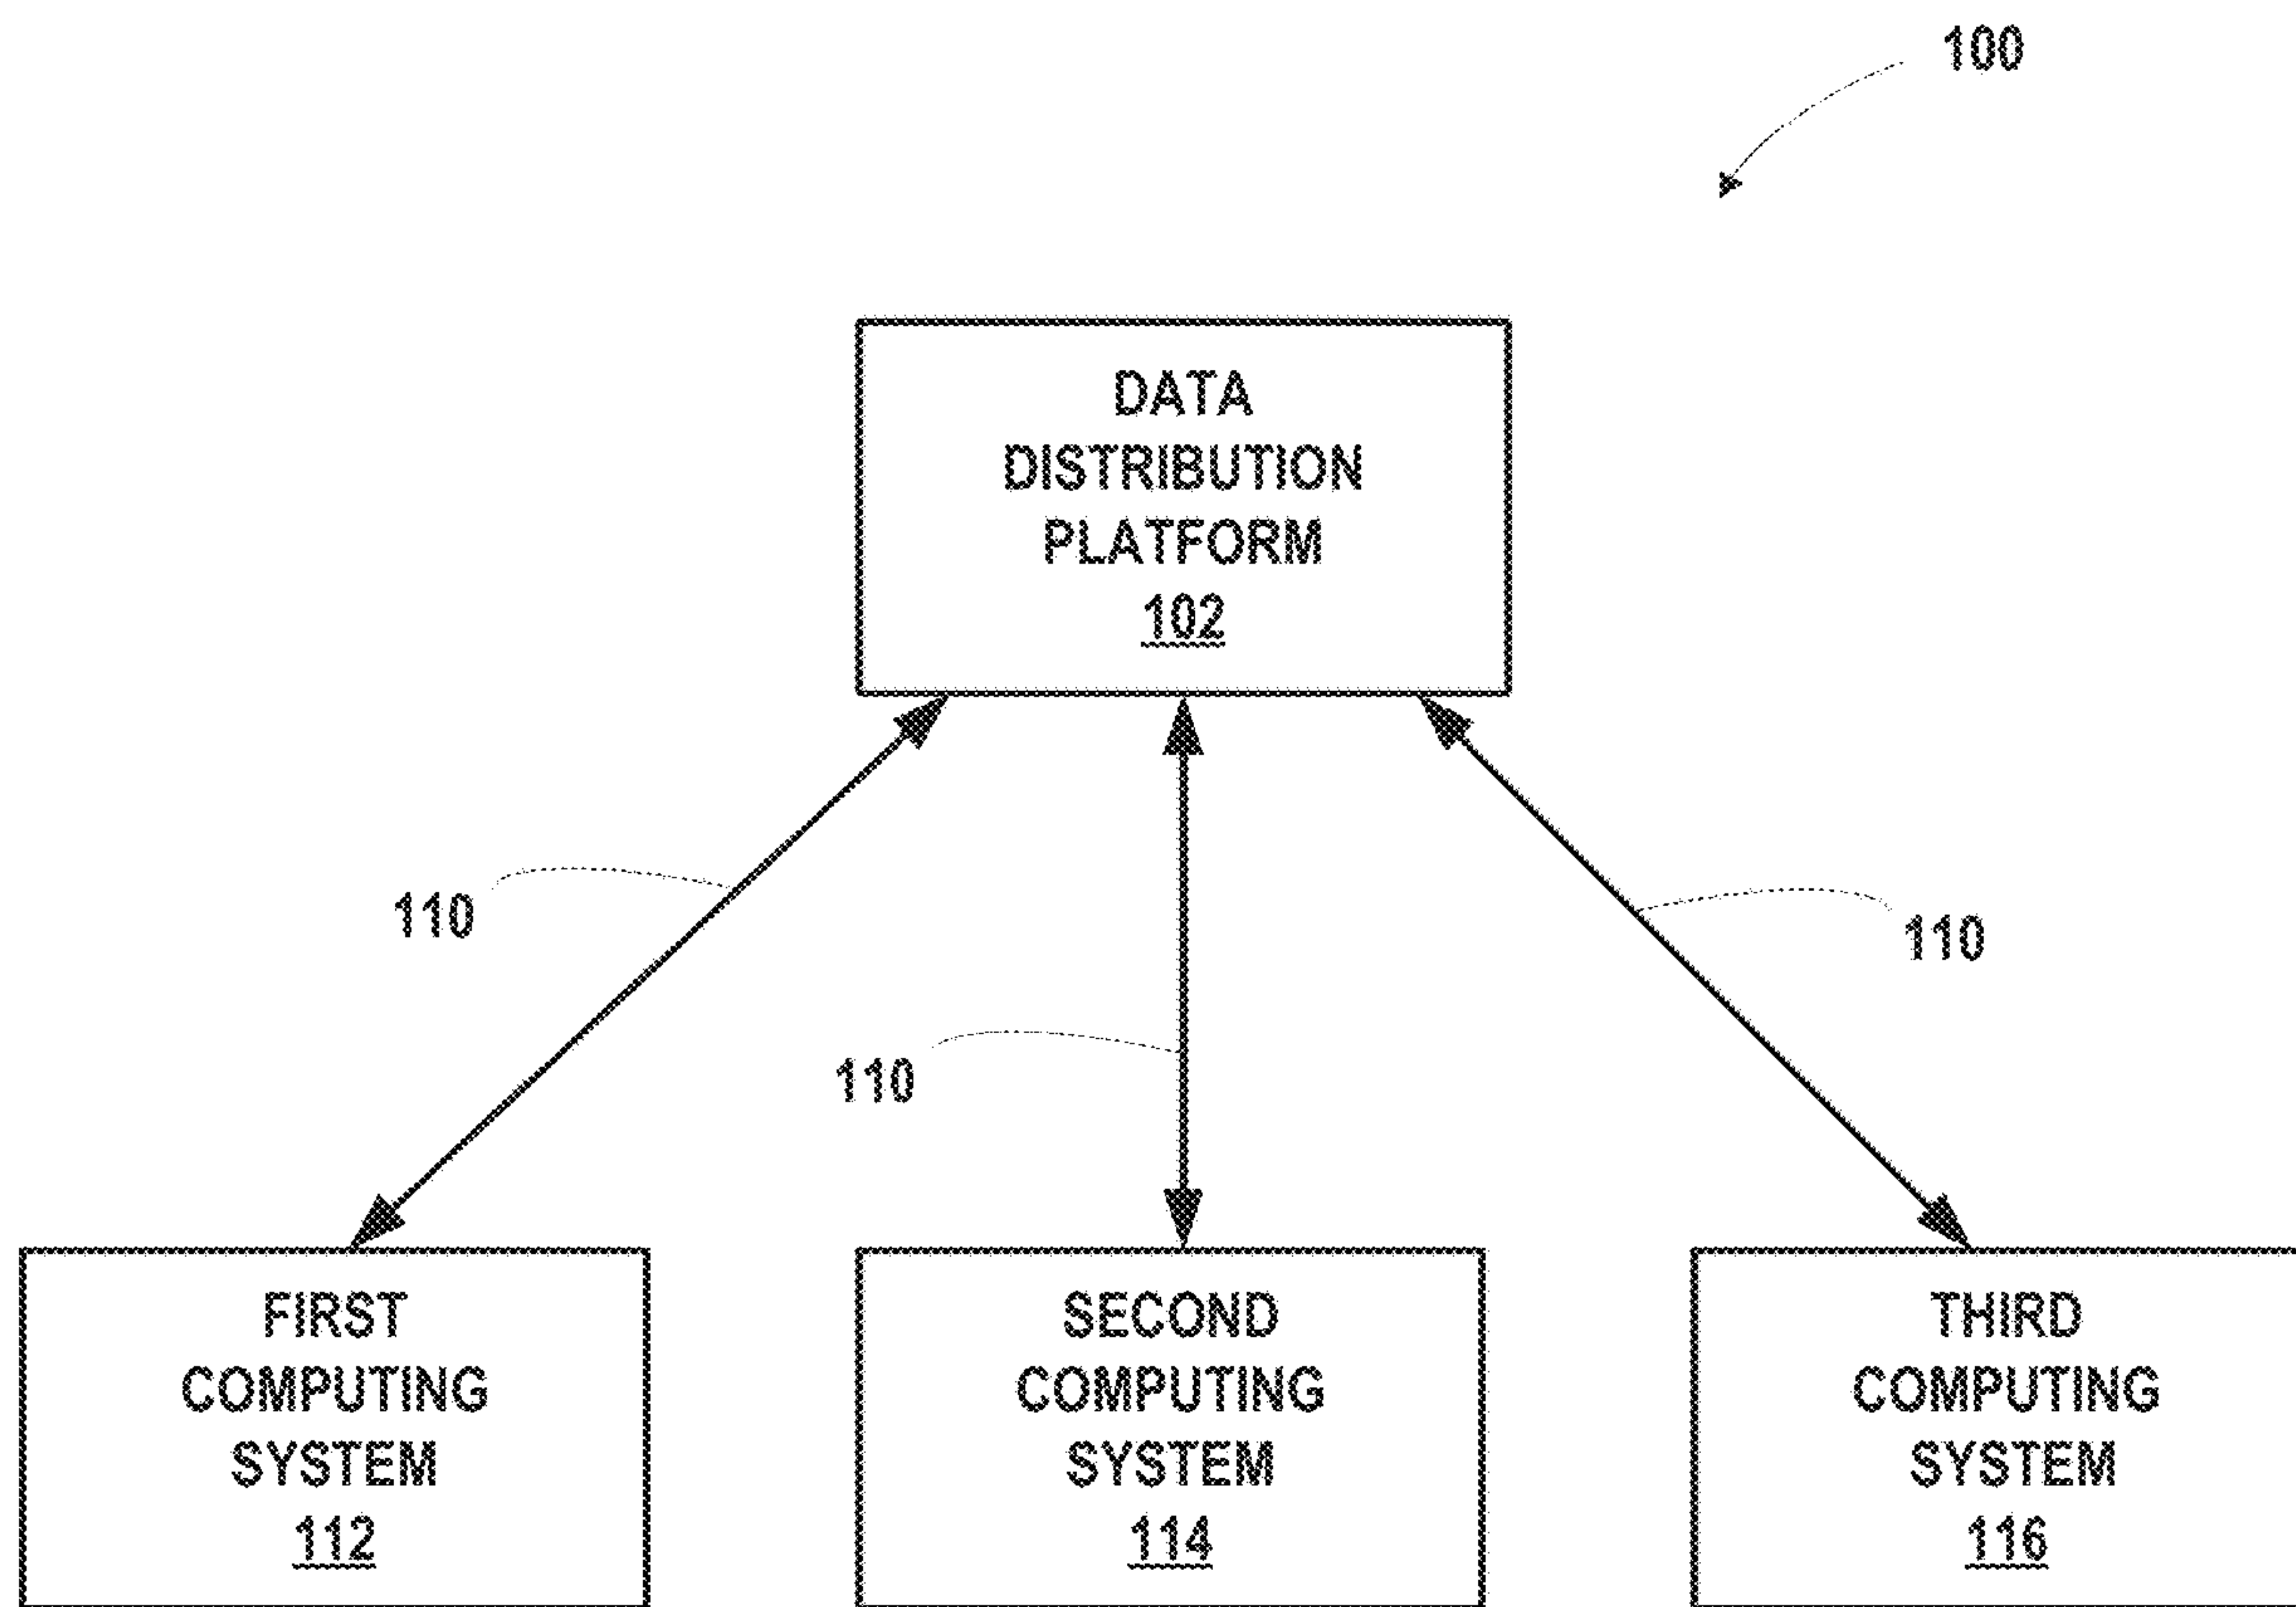 100
DATA
DISTRIBUTION
PLATFORM
102
110
110
110
FIRST
COMPUTING
SYSTEM
112
SECOND
COMPUTING
SYSTEM
114
THIRD
COMPUTING
SYSTEM
116